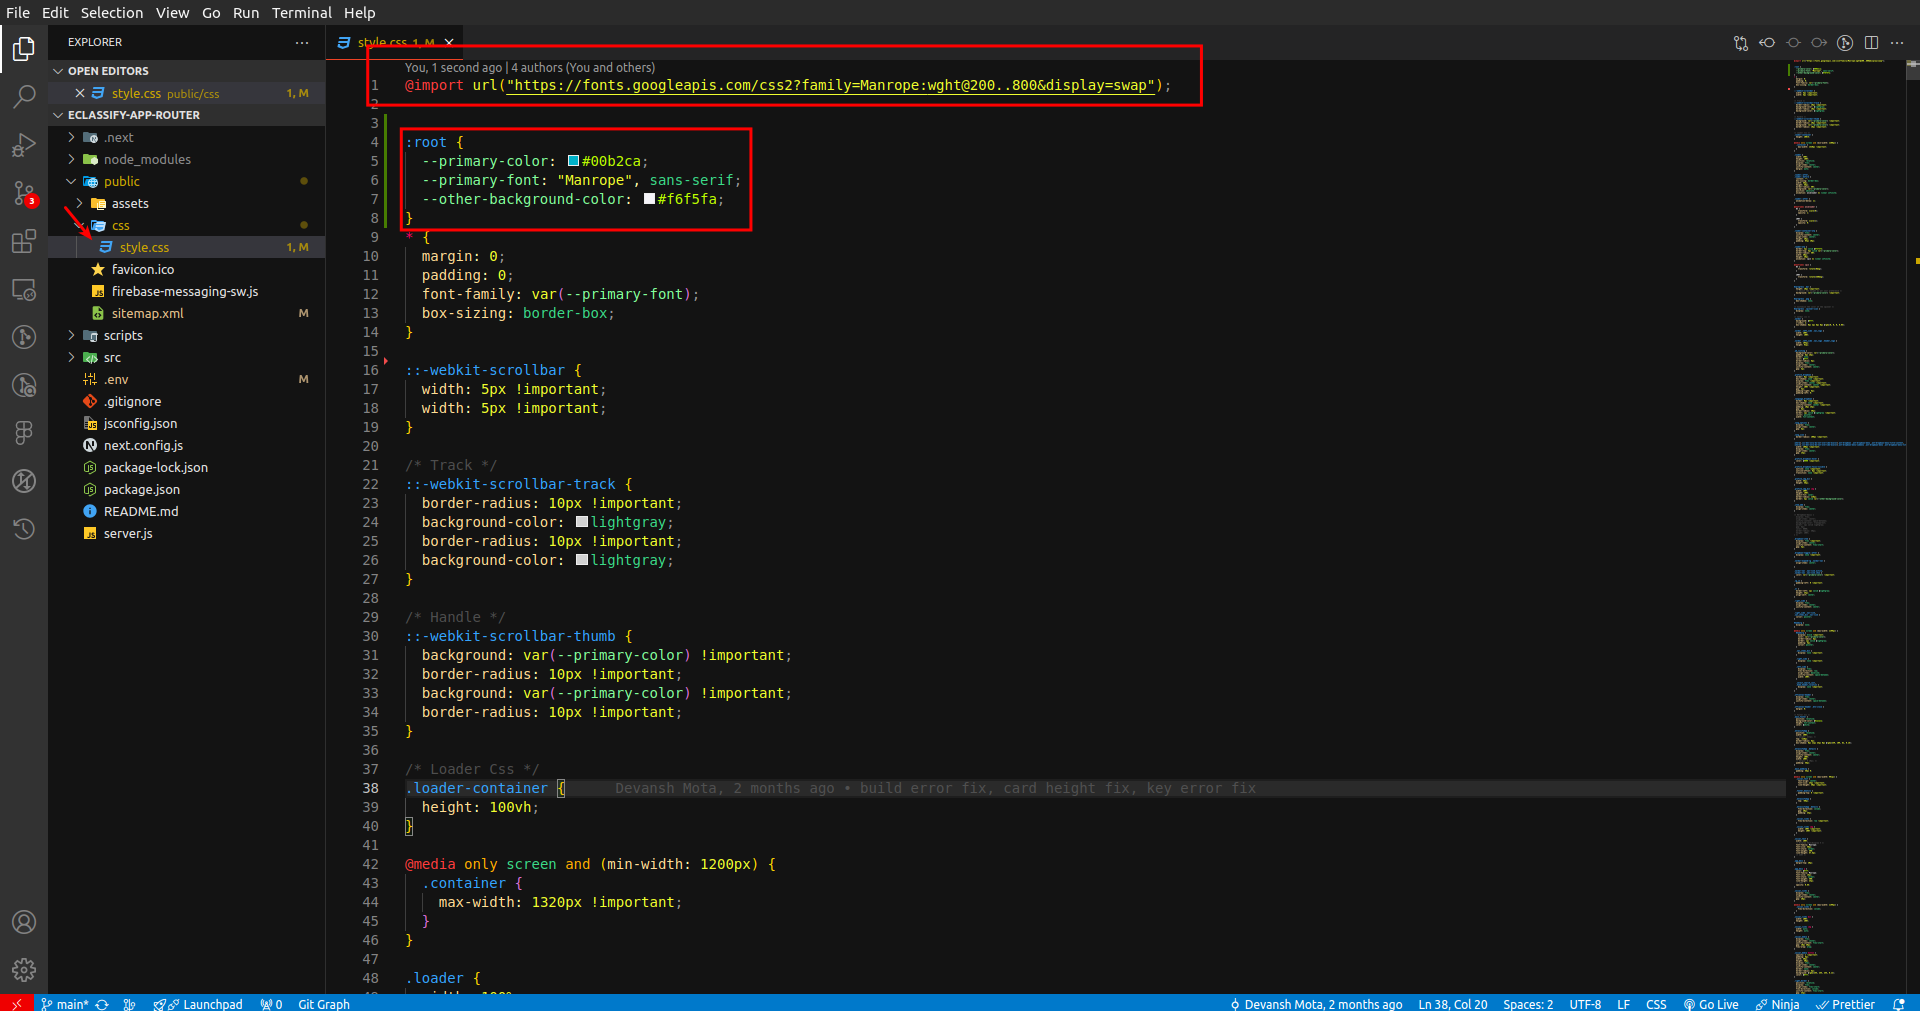 File Edit Selection View Go Run Terminal Help
EXPLORER
OPEN EDITORS
style.css public/css 1, M
ECLASSIFY-APP-ROUTER
.next
node_modules
public
assets
css
style.css 1, M
favicon.ico
firebase-messaging-sw.js
sitemap.xml M
scripts
src
.env M
.gitignore
jsconfig.json
next.config.js
package-lock.json
package.json
README.md
server.js
3
style.css 1, M
You, 1 second ago | 4 authors (You and others)
1 @import url("https://fonts.googleapis.com/css2?family=Manrope:wght@200..800&display=swap");
2
3
4 :root {
5 --primary-color: #00b2ca;
6 --primary-font: "Manrope", sans-serif;
7 --other-background-color: #f6f5fa;
8 }
9 * {
10 margin: 0;
11 padding: 0;
12 font-family: var(--primary-font);
13 box-sizing: border-box;
14 }
15
16 ::-webkit-scrollbar {
17 width: 5px !important;
18 width: 5px !important;
19 }
20
21 /* Track */
22 ::-webkit-scrollbar-track {
23 border-radius: 10px !important;
24 background-color: lightgray;
25 border-radius: 10px !important;
26 background-color: lightgray;
27 }
28
29 /* Handle */
30 ::-webkit-scrollbar-thumb {
31 background: var(--primary-color) !important;
32 border-radius: 10px !important;
33 background: var(--primary-color) !important;
34 border-radius: 10px !important;
35 }
36
37 /* Loader Css */
38 .loader-container { Devansh Mota, 2 months ago • build error fix, card height fix, key error fix
39 height: 100vh;
40 }
41
42 @media only screen and (min-width: 1200px) {
43 .container {
44 max-width: 1320px !important;
45 }
46 }
47
48 .loader {
main* Launchpad 0 Git Graph Devansh Mota, 2 months ago Ln 38, Col 20 Spaces: 2 UTF-8 LF CSS Go Live Ninja Prettier